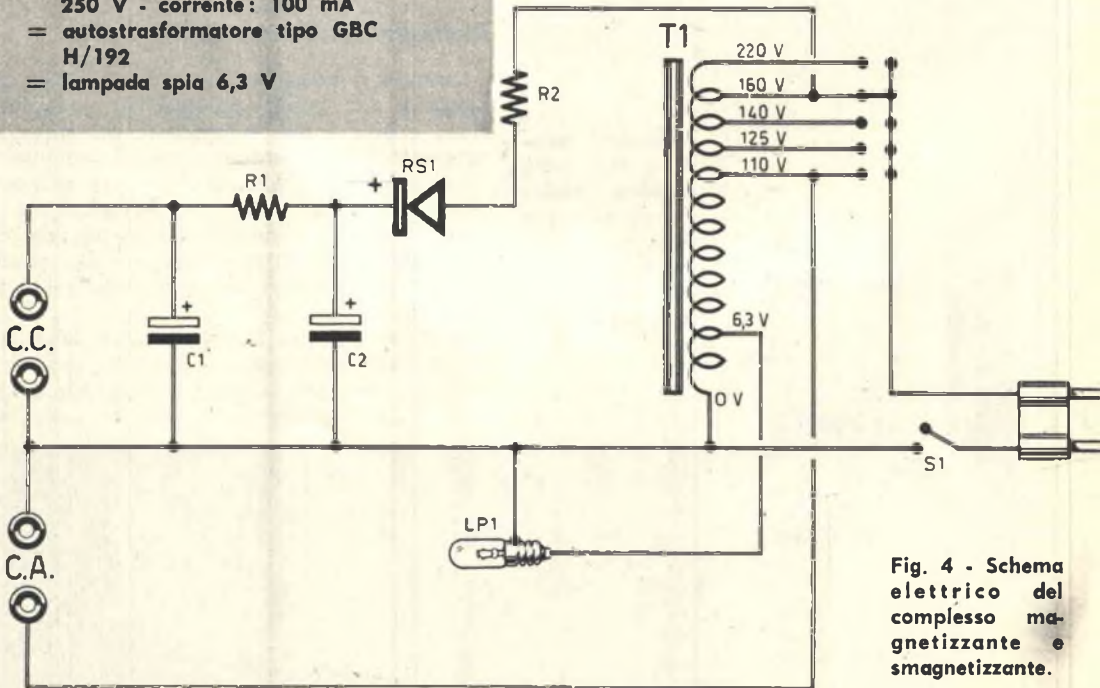 250 V - corrente: 100 mA
= autostrasformatore tipo GBC
H/192
= lampada spia 6,3 V
T1
220 V
160 V
140 V
125 V
110 V
6,3 V
0 V
R2
RS1
+
R1
+
C1
+
C2
C.C.
C.A.
LP1
S1
Fig. 4 - Schema
elettrico del
complesso ma-
gnetizzante e
smagnetizzante.